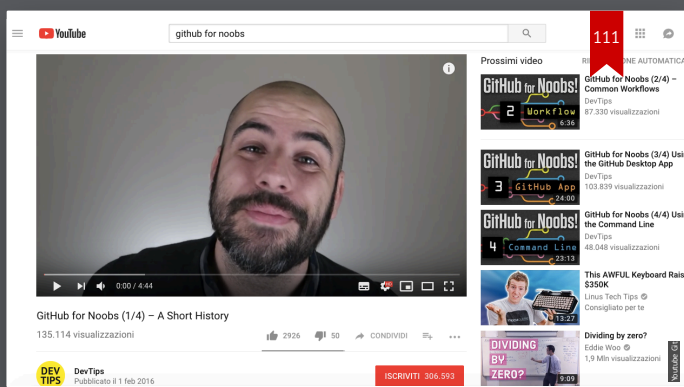 YouTube
github for noobs
111
Prossimi video
GitHub for Noobs!
2 Workflow
6:36
GitHub for Noobs (2/4) –
Common Workflows
DevTips
87.330 visualizzazioni
GitHub for Noobs!
3 GitHub App
24:00
GitHub for Noobs (3/4) Usi
the GitHub Desktop App
DevTips
103.839 visualizzazioni
GitHub for Noobs!
4 Command Line
23:13
GitHub for Noobs (4/4) Usi
the Command Line
DevTips
48.048 visualizzazioni
13:27
This AWFUL Keyboard Rais
$350K
Linus Tech Tips
Consigliato per te
DIVIDING
BY
ZERO?
9:09
Dividing by zero?
Eddie Woo
1,9 Mln visualizzazioni
0:00 / 4:44
GitHub for Noobs (1/4) – A Short History
135.114 visualizzazioni
2926
50
CONDIVIDI
DEV
TIPS
DevTips
Pubblicato il 1 feb 2016
ISCRIVITI 306.593
Youtube Git